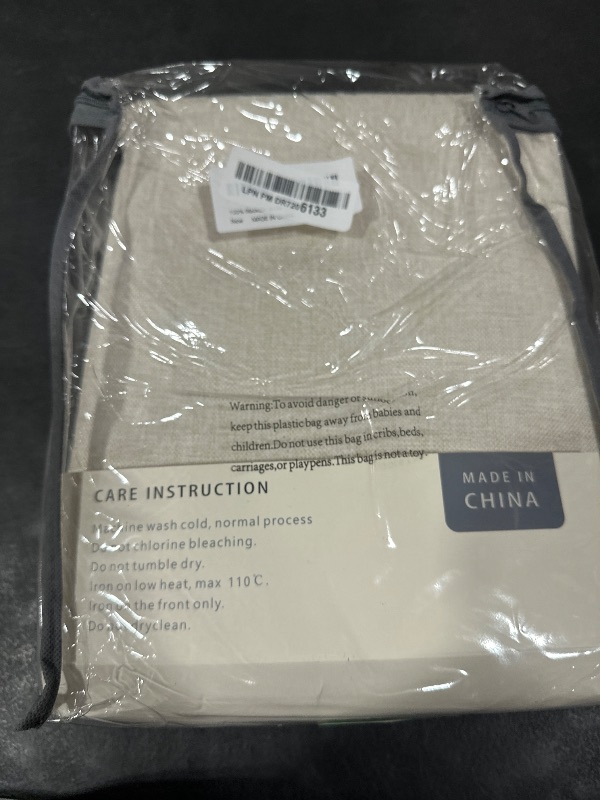 LPN PM DR726 6133
Warning:To avoid danger of
keep this plastic bag away from babies and
children.Do not use this bag in cribs,beds,
carriages,or playpens.This bag is not a toy.
CARE INSTRUCTION
MADE IN
CHINA
Machine wash cold, normal process
Do not chlorine bleaching.
Do not tumble dry.
Iron on low heat, max 110℃.
Iron on the front only.
Do not dryclean.